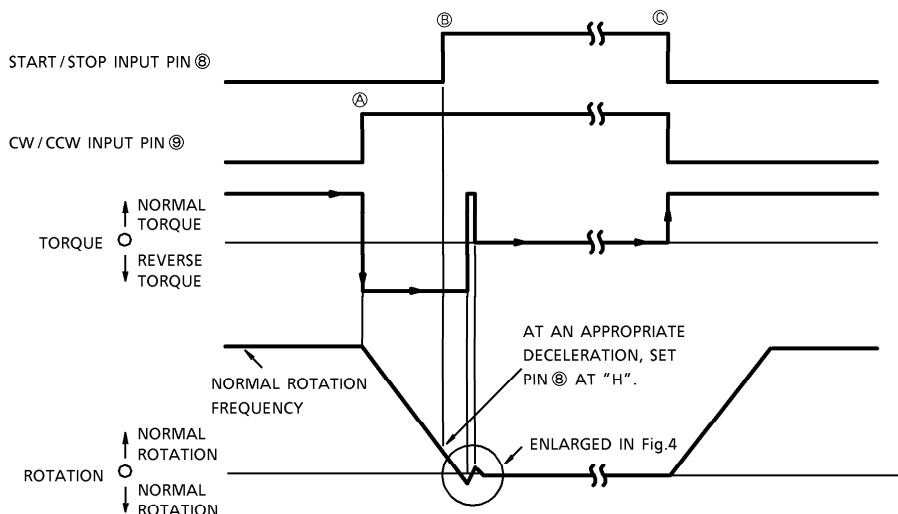 Ⓑ
Ⓒ
START/STOP INPUT PIN ⑧
Ⓐ
CW/CCW INPUT PIN ⑨
NORMAL
TORQUE
TORQUE
REVERSE
TORQUE
AT AN APPROPRIATE
DECELERATION, SET
PIN ⑧ AT "H".
NORMAL ROTATION
FREQUENCY
NORMAL
ROTATION
ENLARGED IN Fig.4
ROTATION
NORMAL
ROTATION